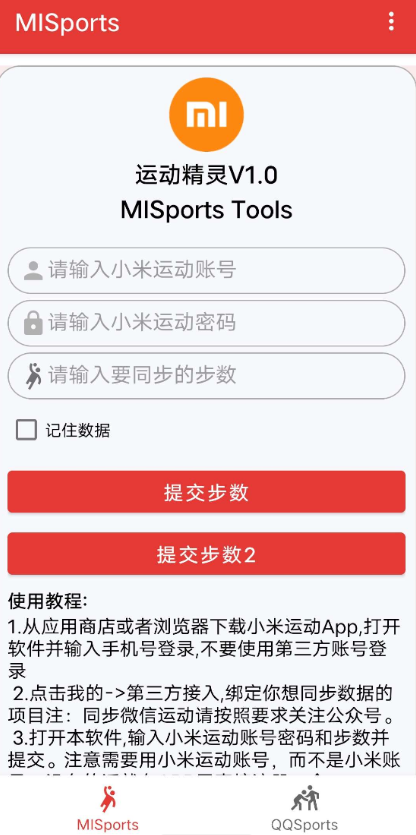 MISports
mi
运动精灵V1.0
MISports Tools
请输入小米运动账号
请输入小米运动密码
请输入要同步的步数
记住数据
提交步数
提交步数2
使用教程:
1.从应用商店或者浏览器下载小米运动App,打开
软件并输入手机号登录,不要使用第三方账号登
录
2.点击我的->第三方接入,绑定你想同步数据的
项目注：同步微信运动请按照要求关注公众号。
3.打开本软件,输入小米运动账号密码和步数并
提交。注意需要用小米运动账号，而不是小米账
MISports
QQSports